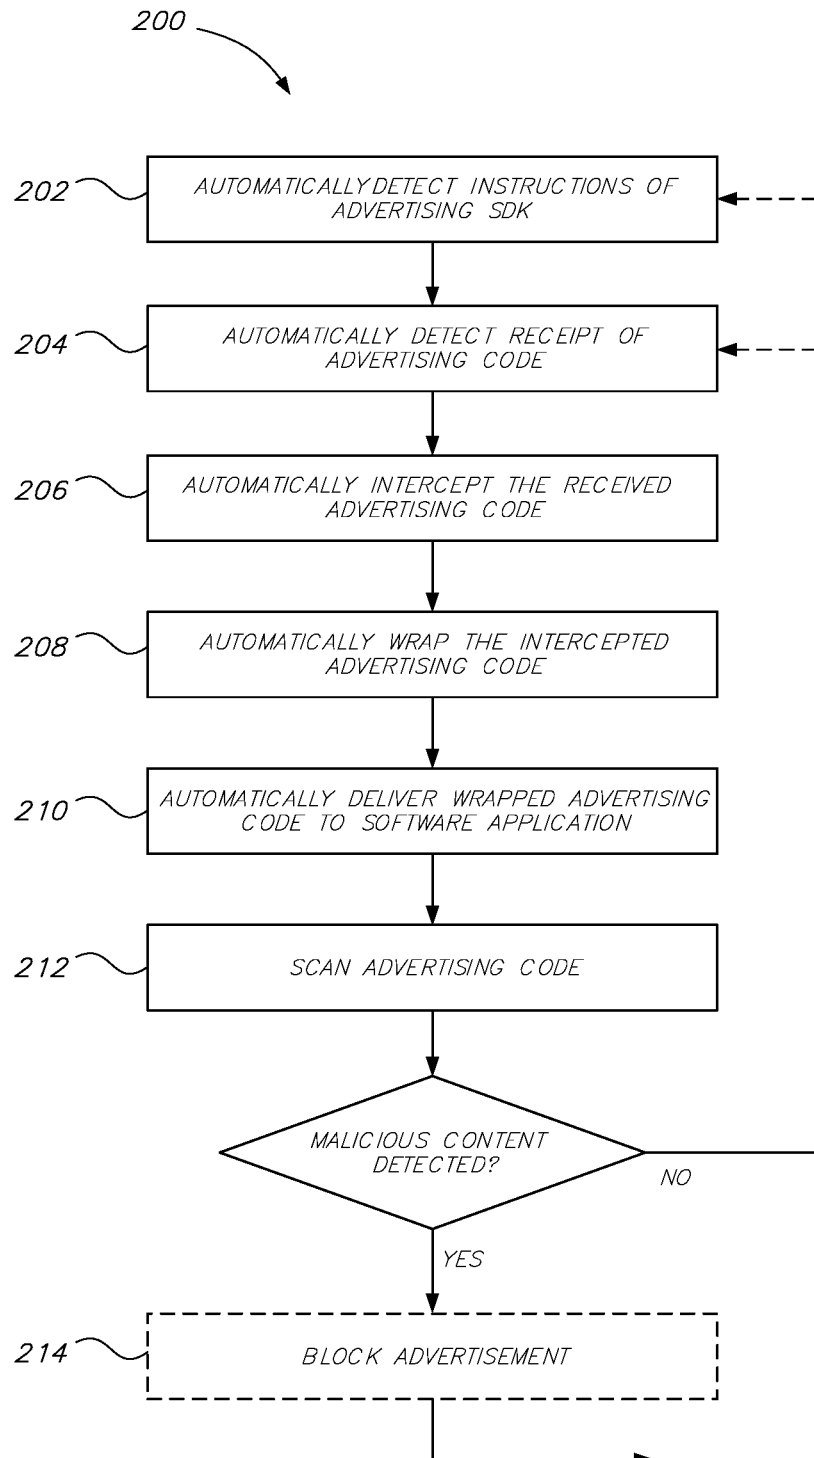 200
202
AUTOMATICALLY DETECT INSTRUCTIONS OF
ADVERTISING SDK
204
AUTOMATICALLY DETECT RECEIPT OF
ADVERTISING CODE
206
AUTOMATICALLY INTERCEPT THE RECEIVED
ADVERTISING CODE
208
AUTOMATICALLY WRAP THE INTERCEPTED
ADVERTISING CODE
210
AUTOMATICALLY DELIVER WRAPPED ADVERTISING
CODE TO SOFTWARE APPLICATION
212
SCAN ADVERTISING CODE
MALICIOUS CONTENT
DETECTED?
NO
YES
214
BLOCK ADVERTISEMENT